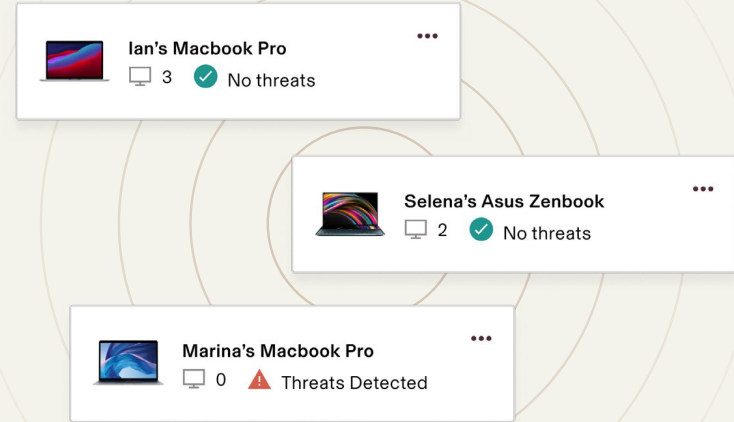 Ian’s Macbook Pro
3 No threats
Selena’s Asus Zenbook
2 No threats
Marina’s Macbook Pro
0 Threats Detected